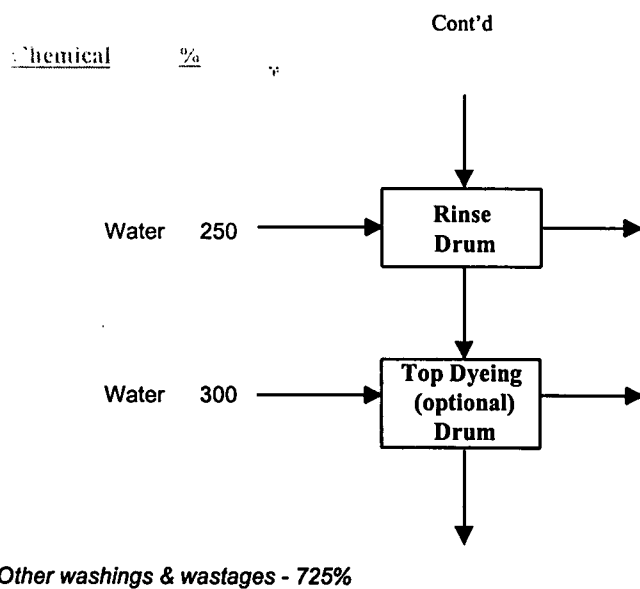 Cont'd
Chemical %
Rinse
Drum
Water 250
Top Dyeing
(optional)
Drum
Water 300
Other washings & wastages - 725%